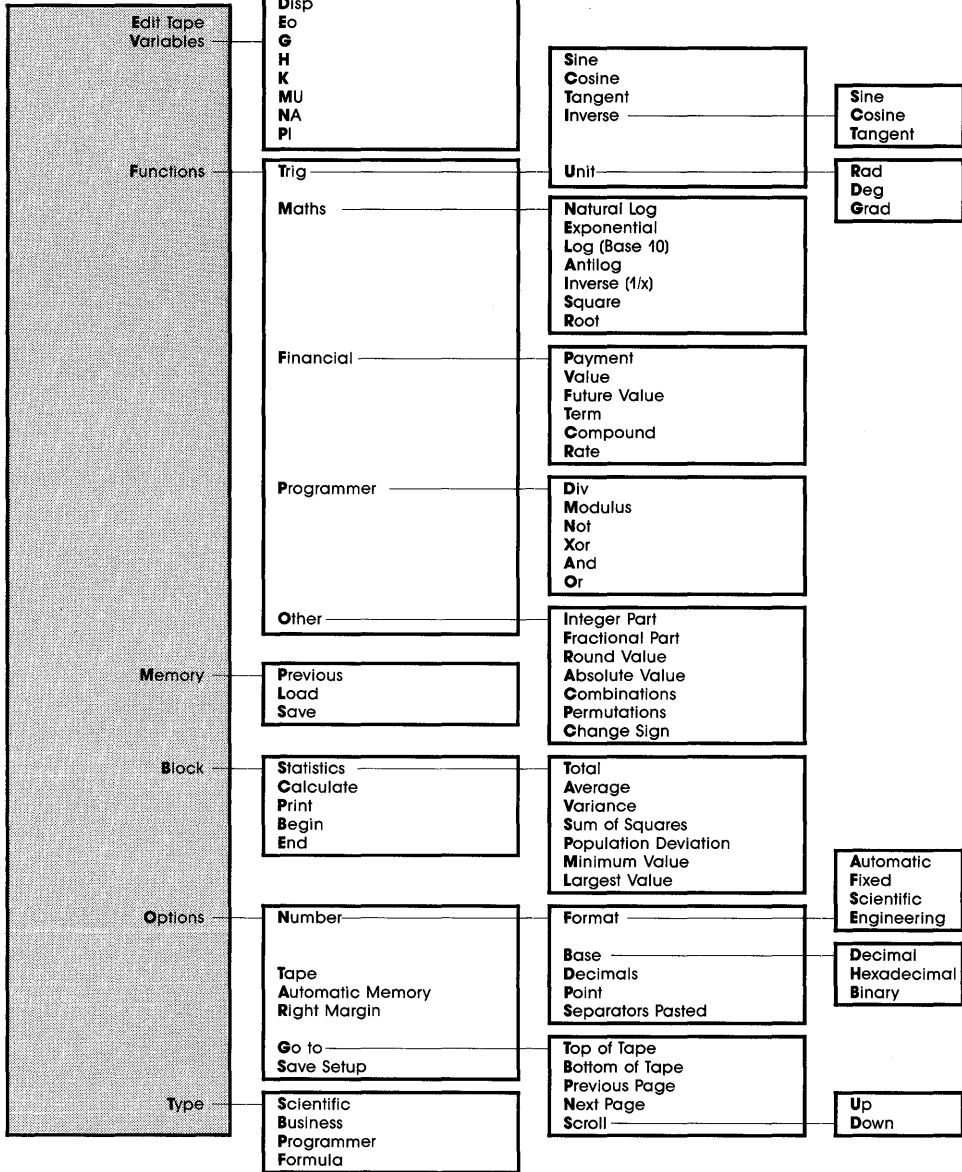 Edit Tape
Variables
Disp
Eo
G
H
K
MU
NA
PI
Functions
Trig
Sine
Cosine
Tangent
Inverse
Sine
Cosine
Tangent
Unit
Rad
Deg
Grad
Maths
Natural Log
Exponential
Log (Base 10)
Antilog
Inverse (1/x)
Square
Root
Financial
Payment
Value
Future Value
Term
Compound
Rate
Programmer
Div
Modulus
Not
Xor
And
Or
Other
Integer Part
Fractional Part
Round Value
Absolute Value
Combinations
Permutations
Change Sign
Memory
Previous
Load
Save
Block
Statistics
Calculate
Print
Begin
End
Total
Average
Variance
Sum of Squares
Population Deviation
Minimum Value
Largest Value
Options
Number
Format
Automatic
Fixed
Scientific
Engineering
Base
Decimal
Hexadecimal
Binary
Decimals
Point
Separators Pasted
Tape
Automatic Memory
Right Margin
Go to
Save Setup
Top of Tape
Bottom of Tape
Previous Page
Next Page
Scroll
Up
Down
Type
Scientific
Business
Programmer
Formula